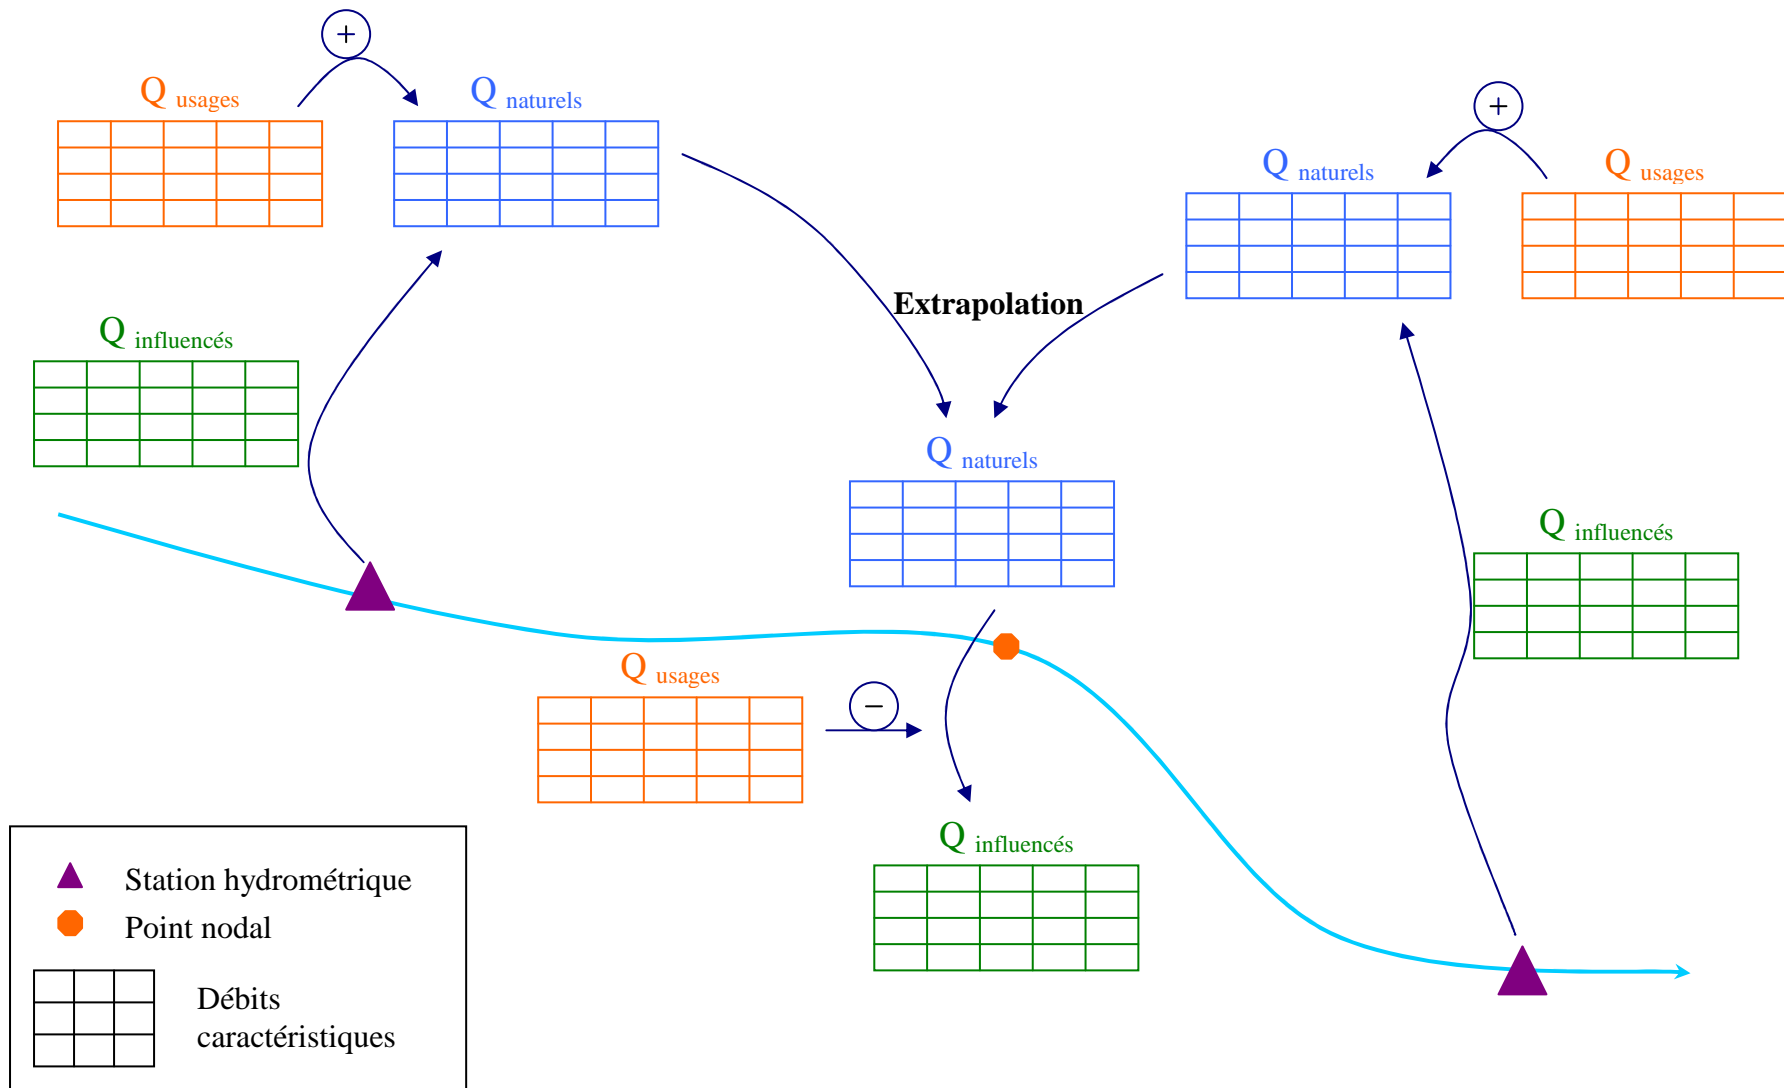 +
Q usages
Q naturels
+
Q naturels
Q usages
Extrapolation
Q influencés
Q naturels
Q influencés
Q usages
−
Q influencés
Station hydrométrique
Point nodal
Débits
caractéristiques